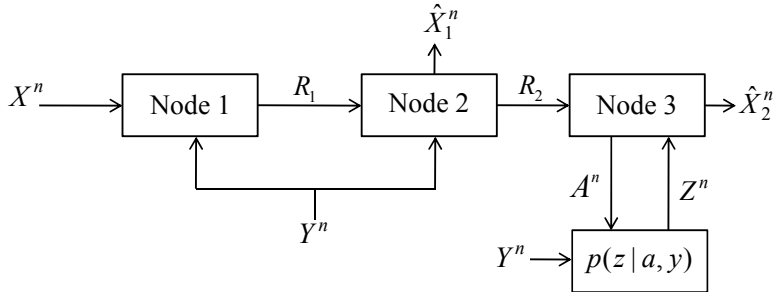 X̂₁ⁿ
Xⁿ
Node 1
R₁
Node 2
R₂
Node 3
X̂₂ⁿ
Aⁿ
Zⁿ
Yⁿ
Yⁿ
p(z | a, y)